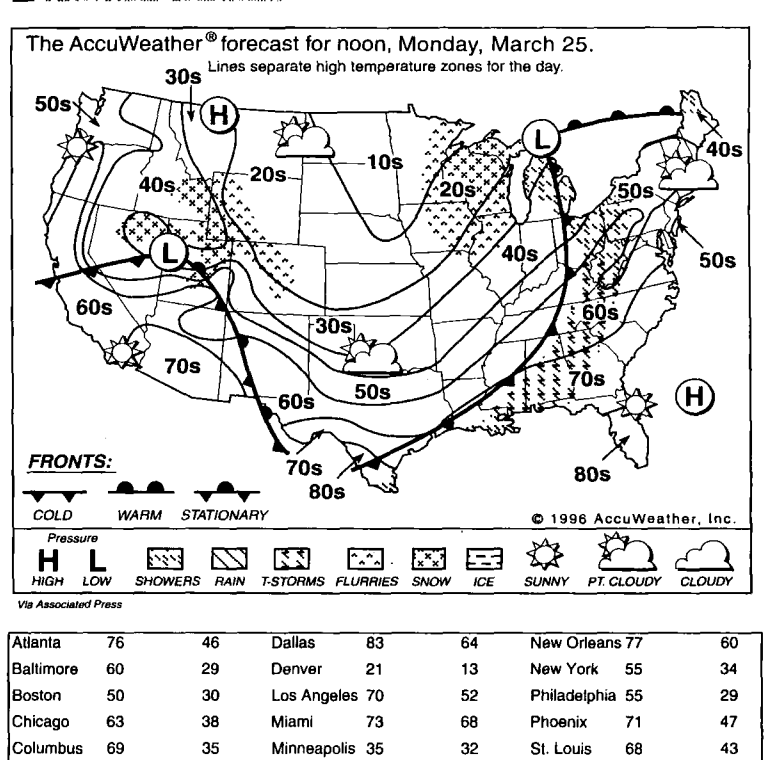 The AccuWeather® forecast for noon, Monday, March 25.
Lines separate high temperature zones for the day.
30s
50s
H
L
40s
10s
20s
20s
40s
50s
40s
L
50s
60s
60s
30s
70s
50s
70s
60s
H
70s
80s
80s
FRONTS:
COLD WARM STATIONARY
© 1996 AccuWeather, Inc.
Pressure
H L
HIGH LOW SHOWERS RAIN T-STORMS FLURRIES SNOW ICE SUNNY PT. CLOUDY CLOUDY
Via Associated Press
Atlanta 76 46 Dallas 83 64 New Orleans 77 60
Baltimore 60 29 Denver 21 13 New York 55 34
Boston 50 30 Los Angeles 70 52 Philadelphia 55 29
Chicago 63 38 Miami 73 68 Phoenix 71 47
Columbus 69 35 Minneapolis 35 32 St. Louis 68 43